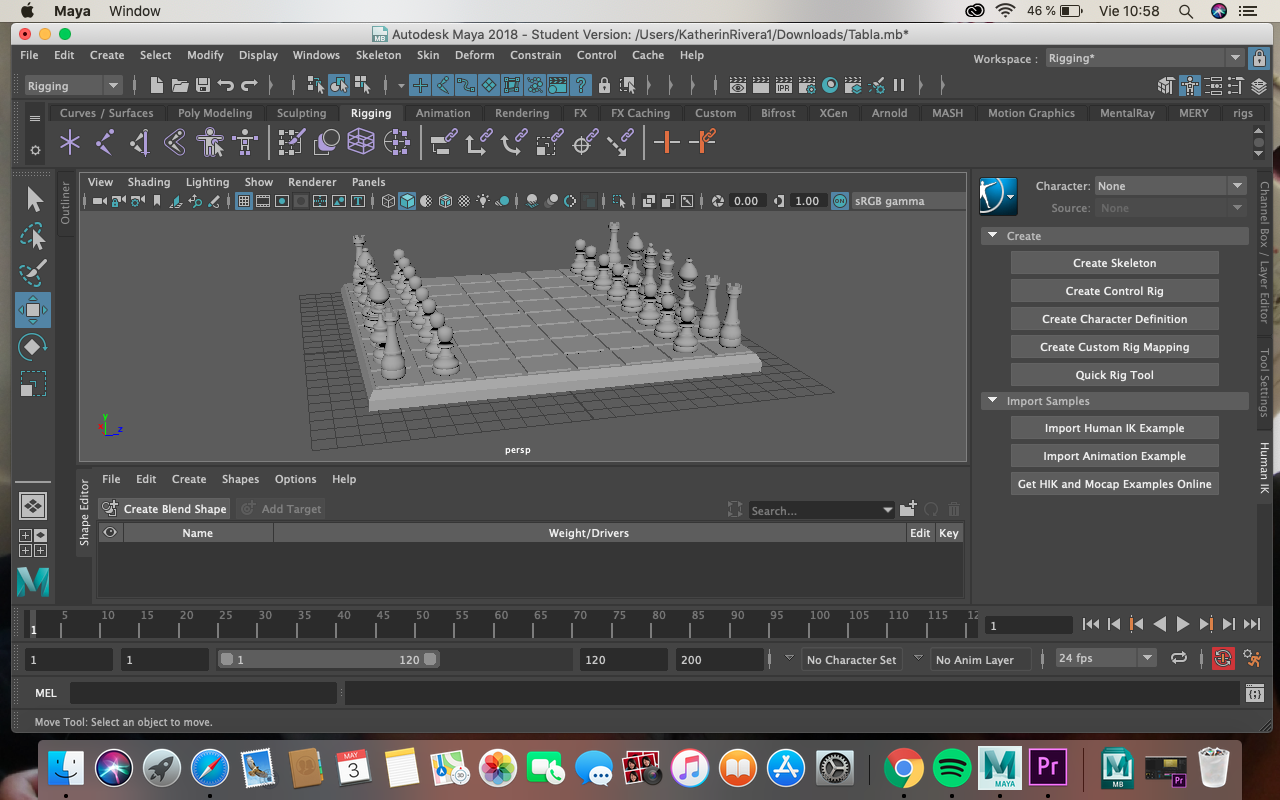 Maya Window 46 % Vie 10:58
Autodesk Maya 2018 - Student Version: /Users/KatherinRivera1/Downloads/Tabla.mb*
File Edit Create Select Modify Display Windows Skeleton Skin Deform Constrain Control Cache Help Workspace : Rigging*
Rigging
IPR
Curves / Surfaces Poly Modeling Sculpting Rigging Animation Rendering FX FX Caching Custom Bifrost XGen Arnold MASH Motion Graphics MentalRay MERY rigs
Outliner
View Shading Lighting Show Renderer Panels
0.00 1.00 ON sRGB gamma
y
x
z
persp
Character: None
Source: None
Create
Create Skeleton
Create Control Rig
Create Character Definition
Create Custom Rig Mapping
Quick Rig Tool
Import Samples
Import Human IK Example
Import Animation Example
Get HIK and Mocap Examples Online
Channel Box / Layer Editor
Tool Settings
Human IK
Shape Editor
File Edit Create Shapes Options Help
Create Blend Shape Add Target Search...
Name Weight/Drivers Edit Key
5 10 15 20 25 30 35 40 45 50 55 60 65 70 75 80 85 90 95 100 105 110 115 12
1 1
1 1 1 120 120 200 No Character Set No Anim Layer 24 fps
MEL
Move Tool: Select an object to move.
MAY
3
MAYA
Pr
MB
Pr